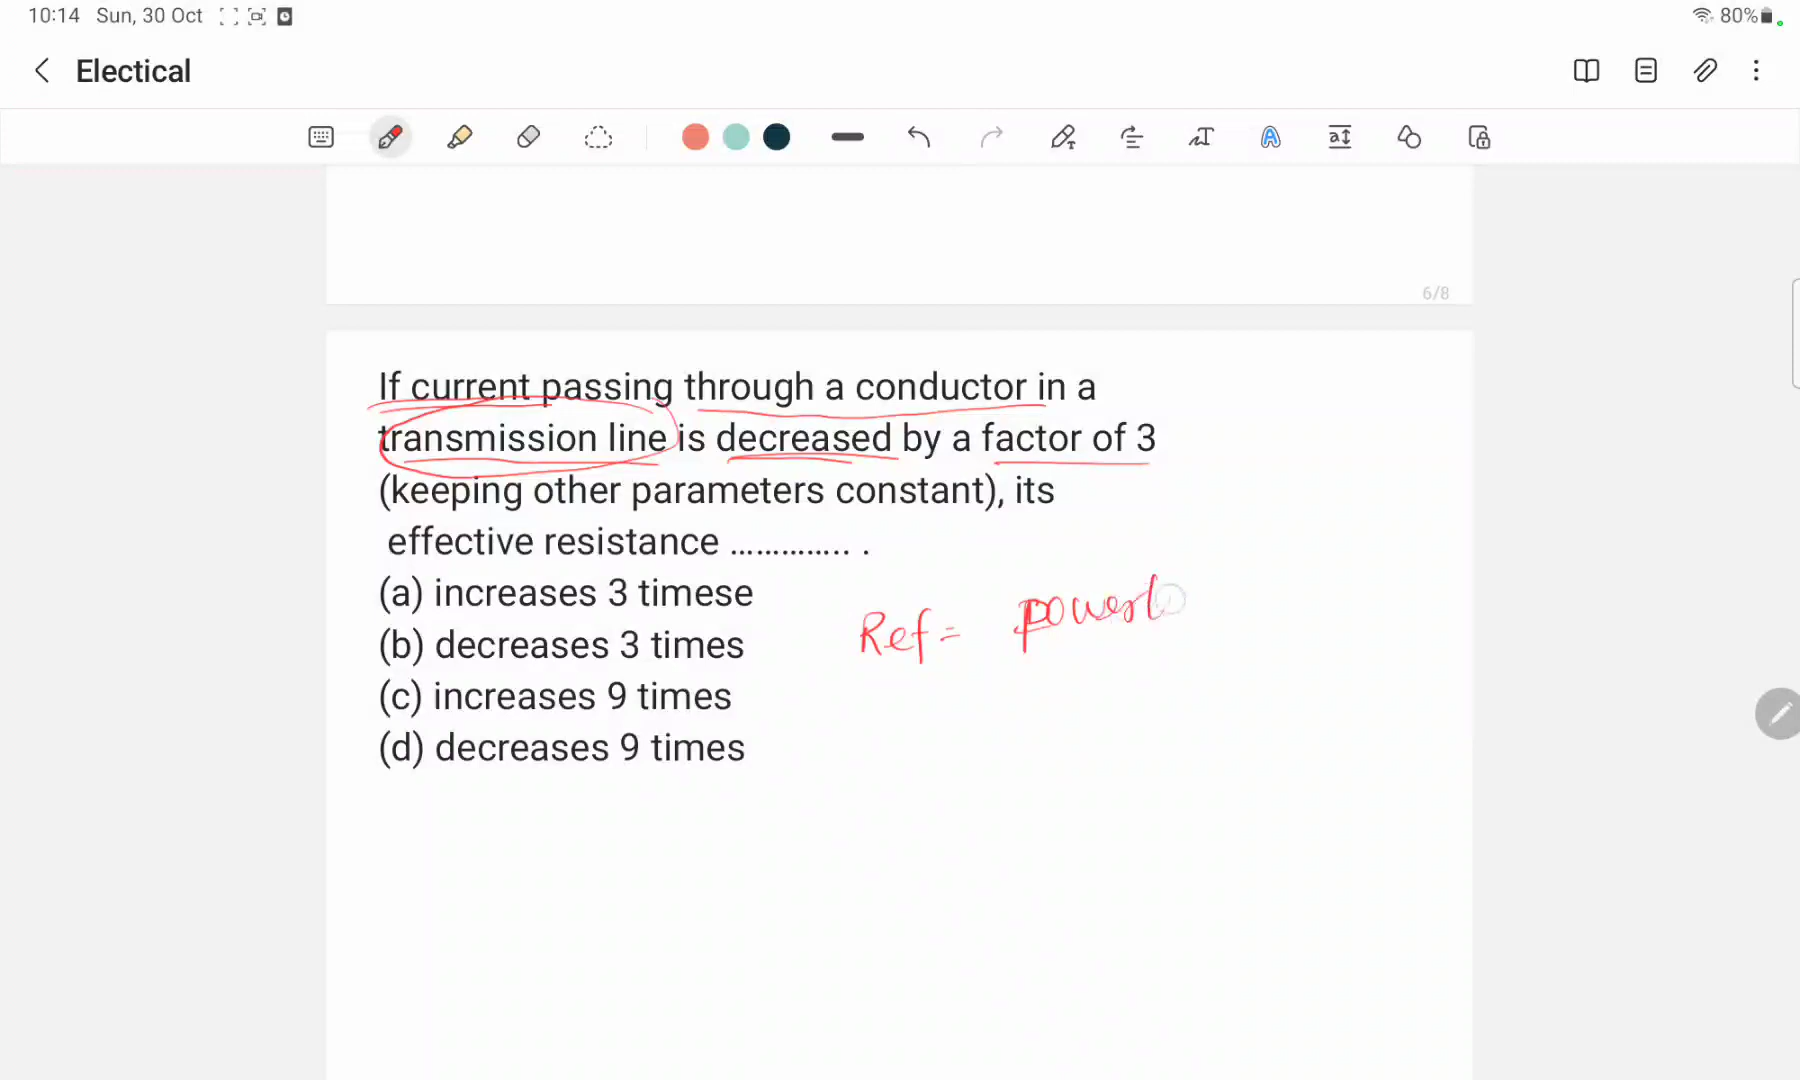 10:14 Sun, 30 Oct 80%
Electical
6/8
If current passing through a conductor in a
transmission line is decreased by a factor of 3
(keeping other parameters constant), its
effective resistance ………….. .
(a) increases 3 timese
(b) decreases 3 times
(c) increases 9 times
(d) decreases 9 times
Ref = powerl